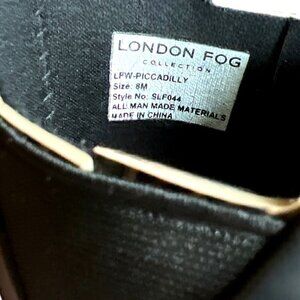 LONDON FOG
COLLECTION
LFW-PICCADILLY
Size: 8M
Style No: SLF044
ALL MAN MADE MATERIALS
MADE IN CHINA